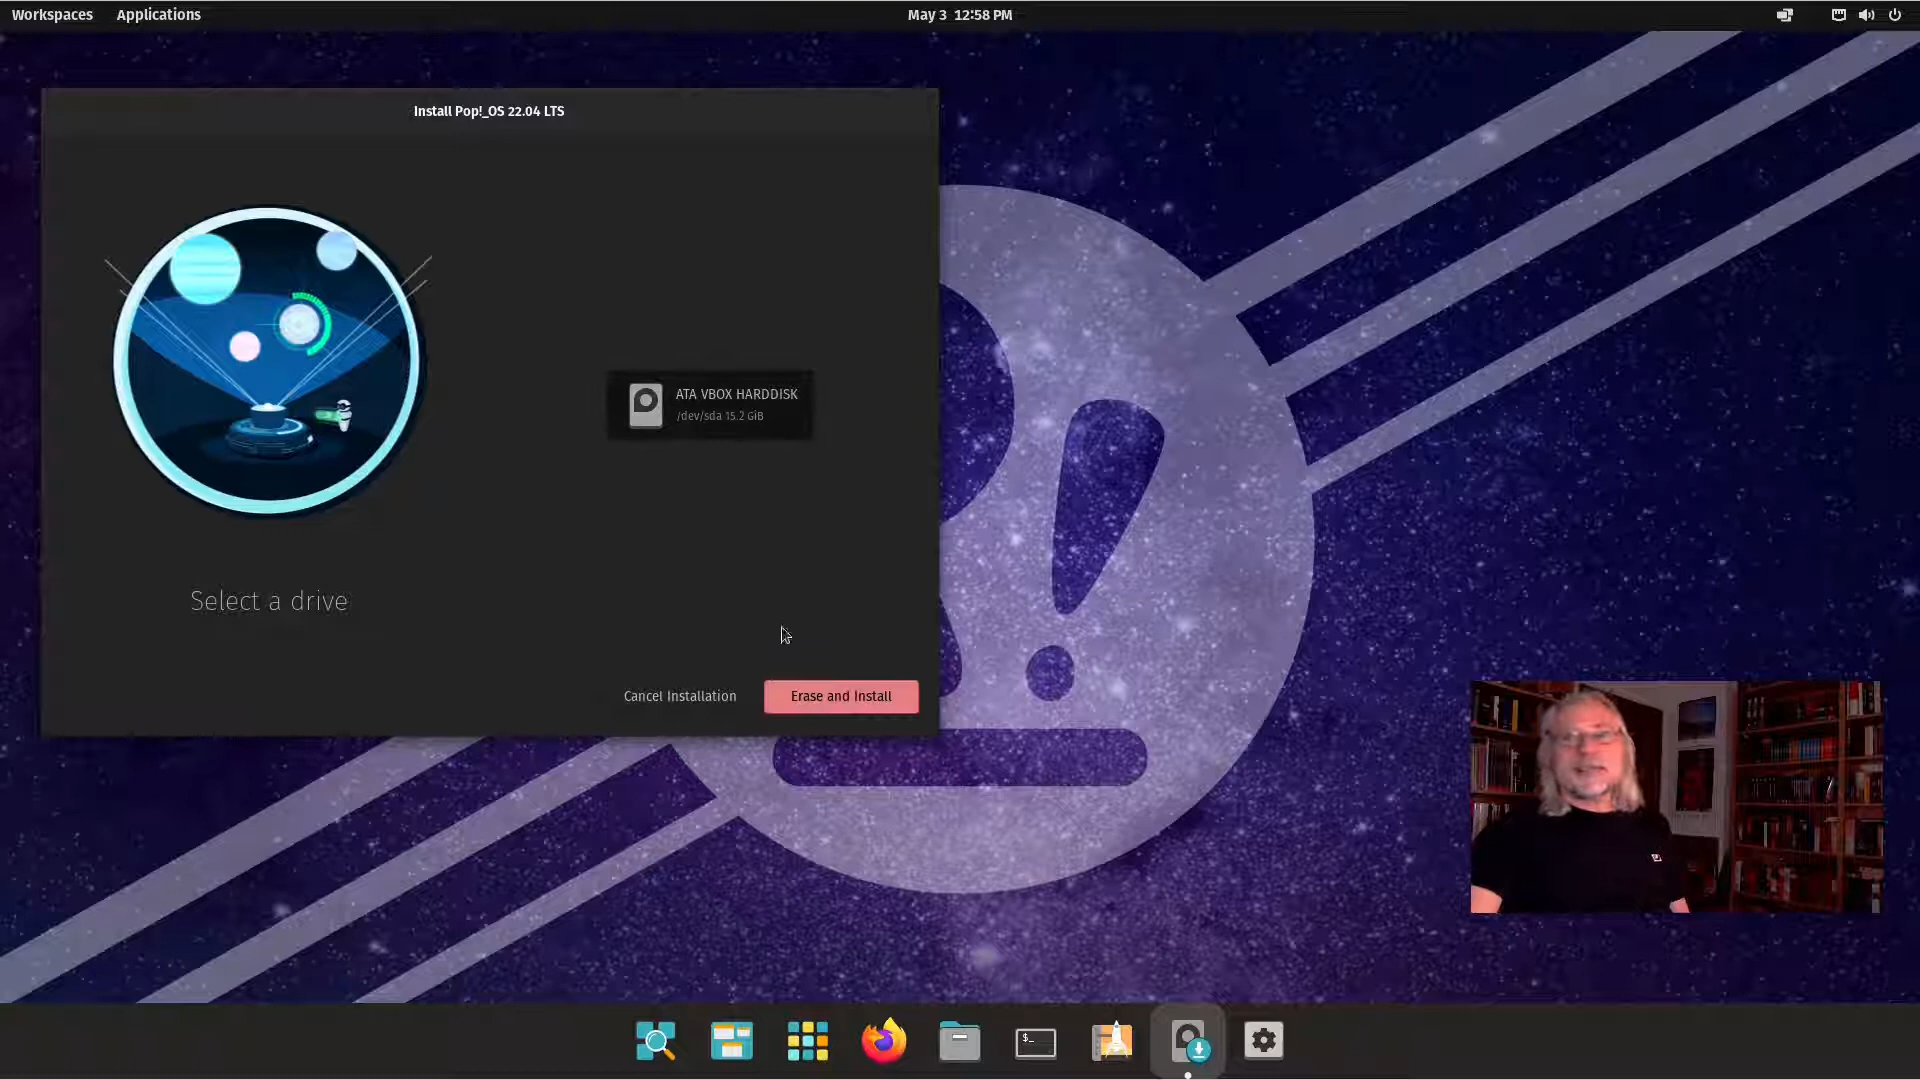 Workspaces Applications May 3 12:58 PM
Install Pop!_OS 22.04 LTS
ATA VBOX HARDDISK
/dev/sda 15.2 GiB
Select a drive
Cancel Installation Erase and Install